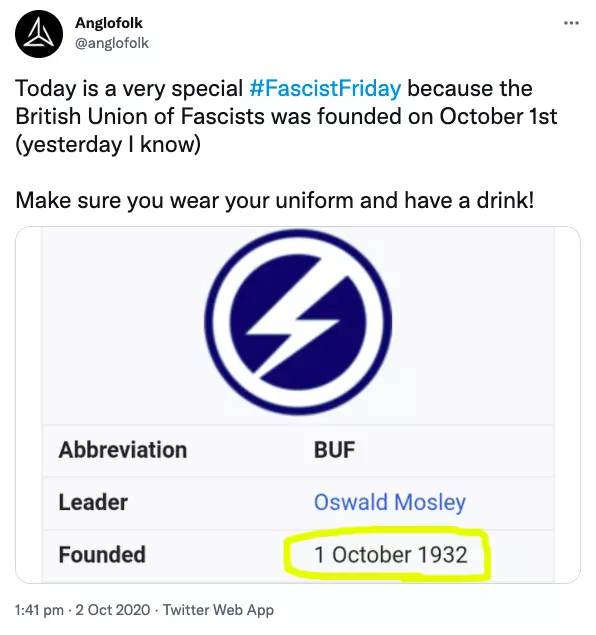 Anglofolk
@anglofolk
Today is a very special #FascistFriday because the
British Union of Fascists was founded on October 1st
(yesterday I know)
Make sure you wear your uniform and have a drink!
Abbreviation BUF
Leader Oswald Mosley
Founded 1 October 1932
1:41 pm · 2 Oct 2020 · Twitter Web App